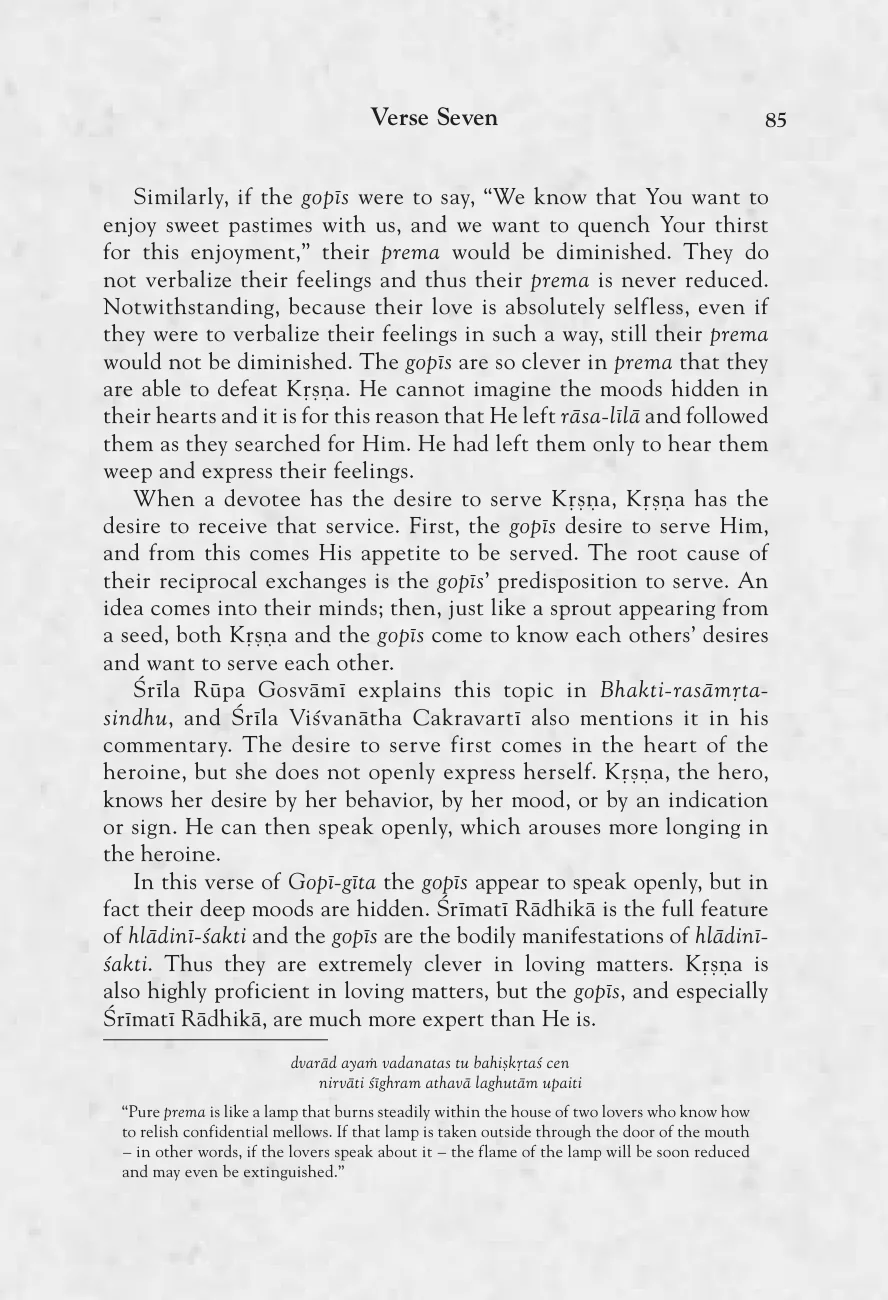 Verse Seven 85
Similarly, if the gopīs were to say, “We know that You want to
enjoy sweet pastimes with us, and we want to quench Your thirst
for this enjoyment,” their prema would be diminished. They do
not verbalize their feelings and thus their prema is never reduced.
Notwithstanding, because their love is absolutely selfless, even if
they were to verbalize their feelings in such a way, still their prema
would not be diminished. The gopīs are so clever in prema that they
are able to defeat Kṛṣṇa. He cannot imagine the moods hidden in
their hearts and it is for this reason that He left rāsa-līlā and followed
them as they searched for Him. He had left them only to hear them
weep and express their feelings.
When a devotee has the desire to serve Kṛṣṇa, Kṛṣṇa has the
desire to receive that service. First, the gopīs desire to serve Him,
and from this comes His appetite to be served. The root cause of
their reciprocal exchanges is the gopīs’ predisposition to serve. An
idea comes into their minds; then, just like a sprout appearing from
a seed, both Kṛṣṇa and the gopīs come to know each others’ desires
and want to serve each other.
Śrīla Rūpa Gosvāmī explains this topic in Bhakti-rasāmṛta-
sindhu, and Śrīla Viśvanātha Cakravartī also mentions it in his
commentary. The desire to serve first comes in the heart of the
heroine, but she does not openly express herself. Kṛṣṇa, the hero,
knows her desire by her behavior, by her mood, or by an indication
or sign. He can then speak openly, which arouses more longing in
the heroine.
In this verse of Gopī-gīta the gopīs appear to speak openly, but in
fact their deep moods are hidden. Śrīmatī Rādhikā is the full feature
of hlādinī-śakti and the gopīs are the bodily manifestations of hlādinī-
śakti. Thus they are extremely clever in loving matters. Kṛṣṇa is
also highly proficient in loving matters, but the gopīs, and especially
Śrīmatī Rādhikā, are much more expert than He is.
dvarād ayaṁ vadanatas tu bahiṣkṛtaś cen
nirvāti śīghram athavā laghutām upaiti
“Pure prema is like a lamp that burns steadily within the house of two lovers who know how
to relish confidential mellows. If that lamp is taken outside through the door of the mouth
– in other words, if the lovers speak about it – the flame of the lamp will be soon reduced
and may even be extinguished.”